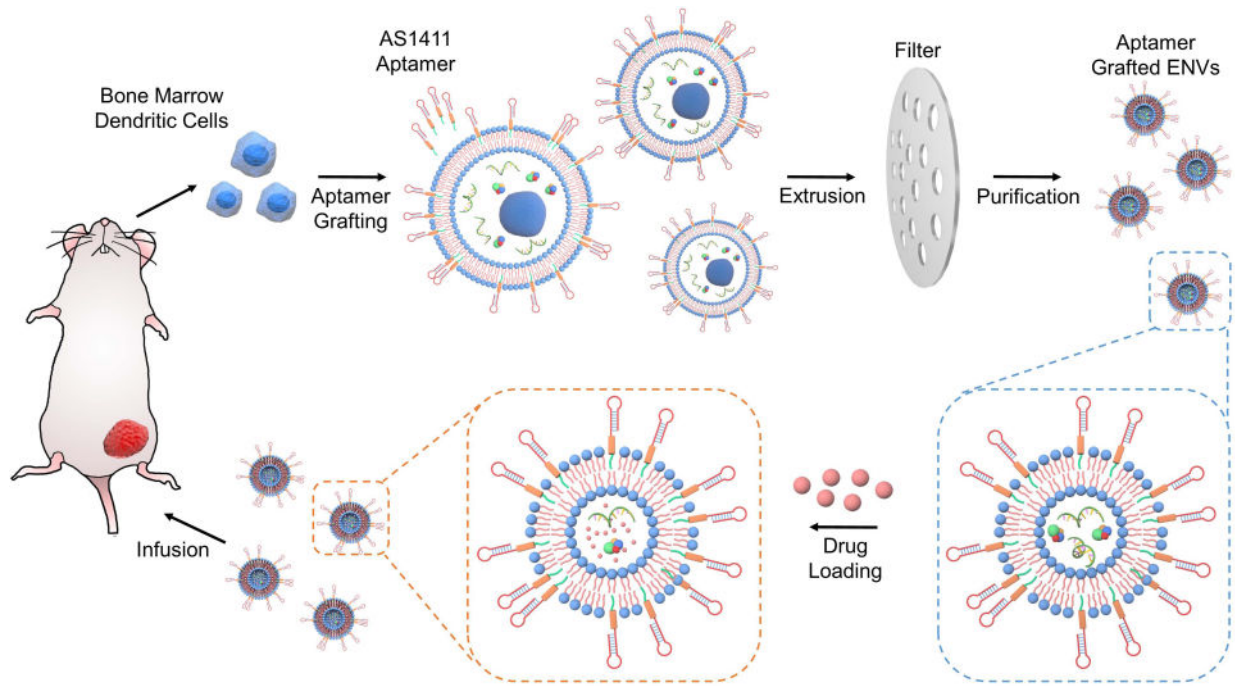 Bone Marrow
Dendritic Cells
AS1411
Aptamer
Aptamer
Grafting
Extrusion
Filter
Purification
Aptamer
Grafted ENVs
Drug
Loading
Infusion